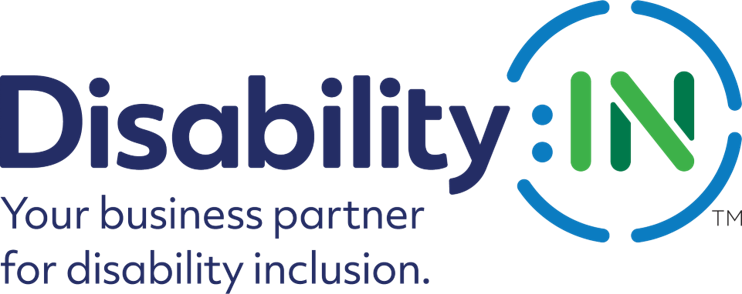 Disability:IN
TM
Your business partner
for disability inclusion.